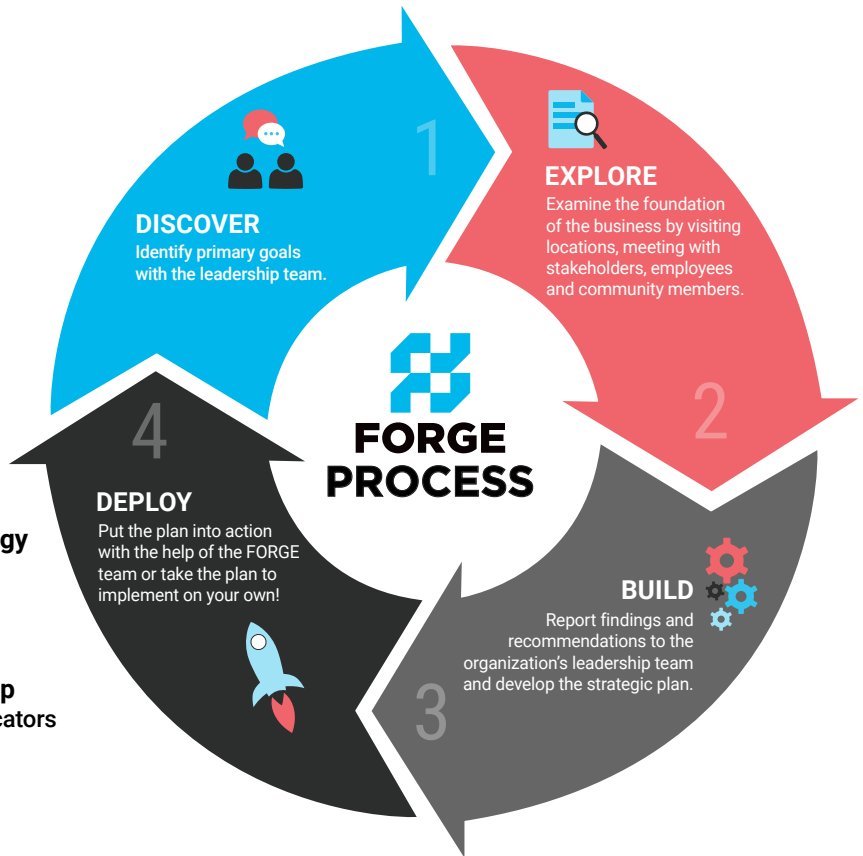 1
DISCOVER
Identify primary goals
with the leadership team.
EXPLORE
Examine the foundation
of the business by visiting
locations, meeting with
stakeholders, employees
and community members.
2
FORGE
PROCESS
BUILD
Report findings and
recommendations to the
organization’s leadership team
and develop the strategic plan.
3
4
DEPLOY
Put the plan into action
with the help of the FORGE
team or take the plan to
implement on your own!
gy
p
cators